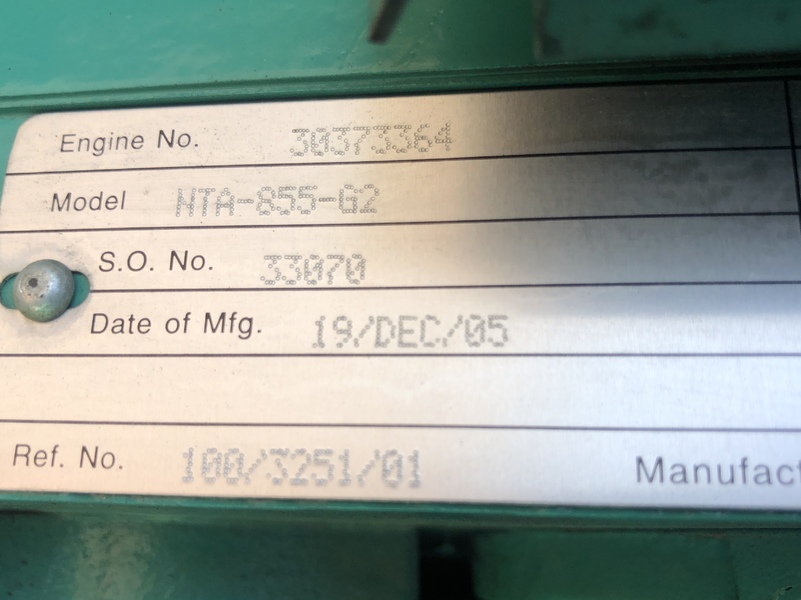 Engine No. 30373364
Model NTA-855-G2
S.O. No. 33070
Date of Mfg. 19/DEC/05
Ref. No. 100/3251/01 Manufact